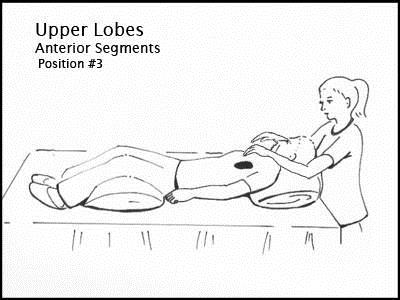 Upper Lobes
Anterior Segments
Position #3